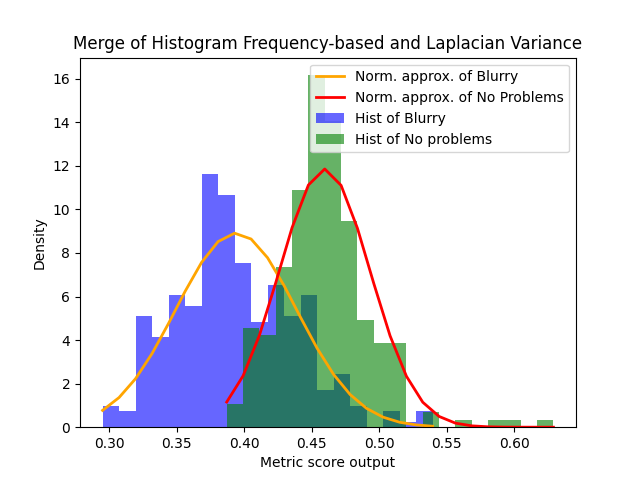 Merge of Histogram Frequency-based and Laplacian Variance
Norm. approx. of Blurry
Norm. approx. of No Problems
Hist of Blurry
Hist of No problems
Density
16
14
12
10
8
6
4
2
0
0.30 0.35 0.40 0.45 0.50 0.55 0.60
Metric score output